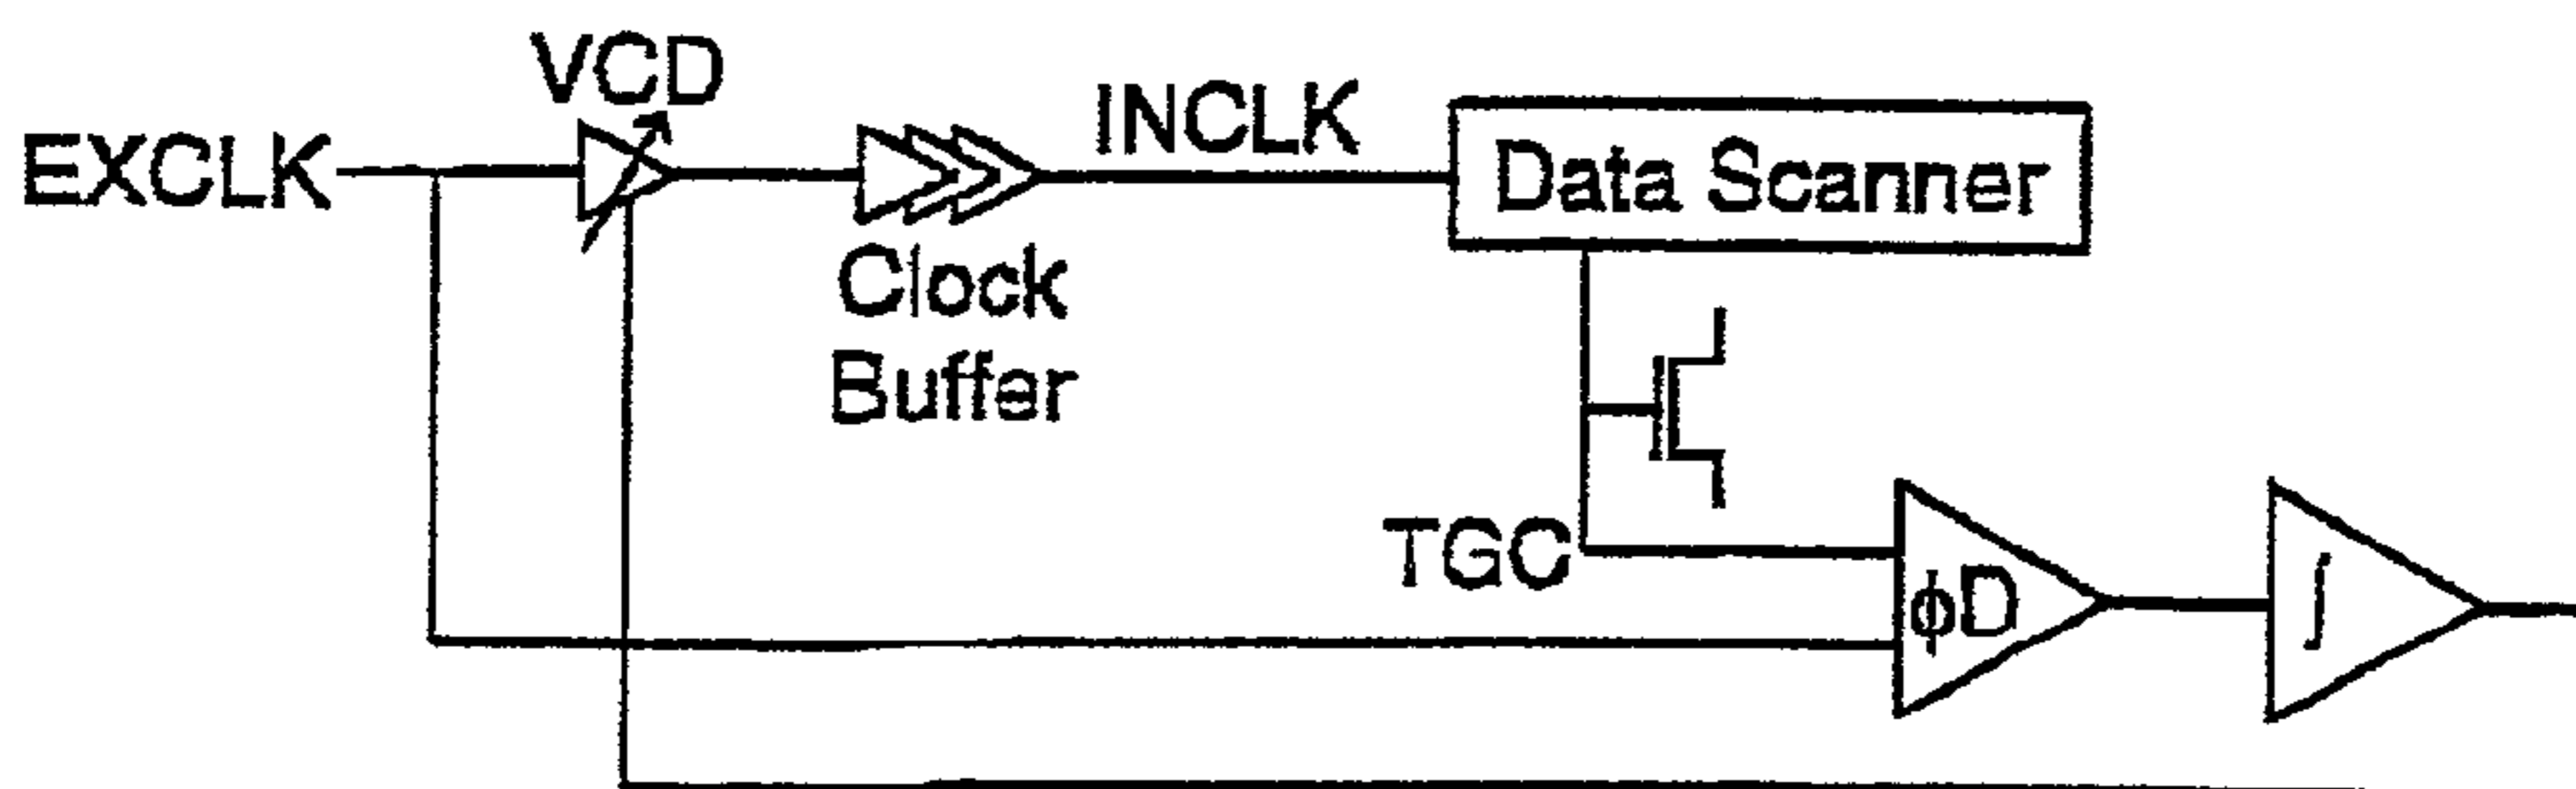 VCD
EXCLK
INCLK
Data Scanner
Clock
Buffer
TGC
ϕD
∫